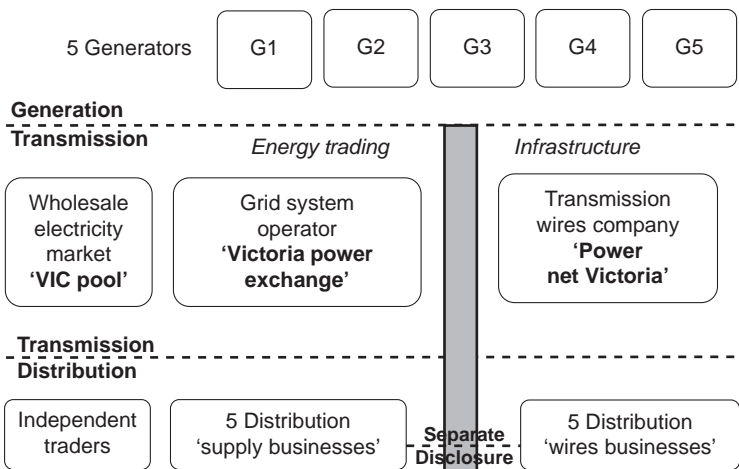 5 Generators G1 G2 G3 G4 G5
Generation
Transmission
Energy trading Infrastructure
Wholesale
electricity
market
‘VIC pool’
Grid system
operator
‘Victoria power
exchange’
Transmission
wires company
‘Power
net Victoria’
Transmission
Distribution
Independent
traders
5 Distribution
‘supply businesses’
Separate
Disclosure
5 Distribution
‘wires businesses’